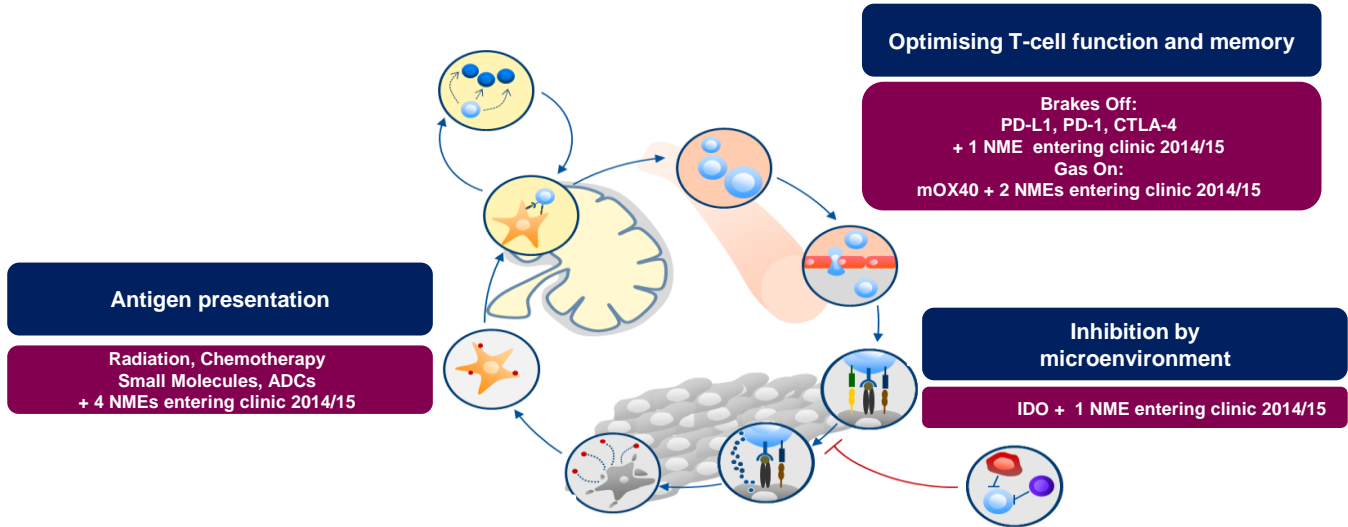 Optimising T-cell function and memory
Brakes Off:
PD-L1, PD-1, CTLA-4
+ 1 NME entering clinic 2014/15
Gas On:
mOX40 + 2 NMEs entering clinic 2014/15
Antigen presentation
Radiation, Chemotherapy
Small Molecules, ADCs
+ 4 NMEs entering clinic 2014/15
Inhibition by
microenvironment
IDO + 1 NME entering clinic 2014/15